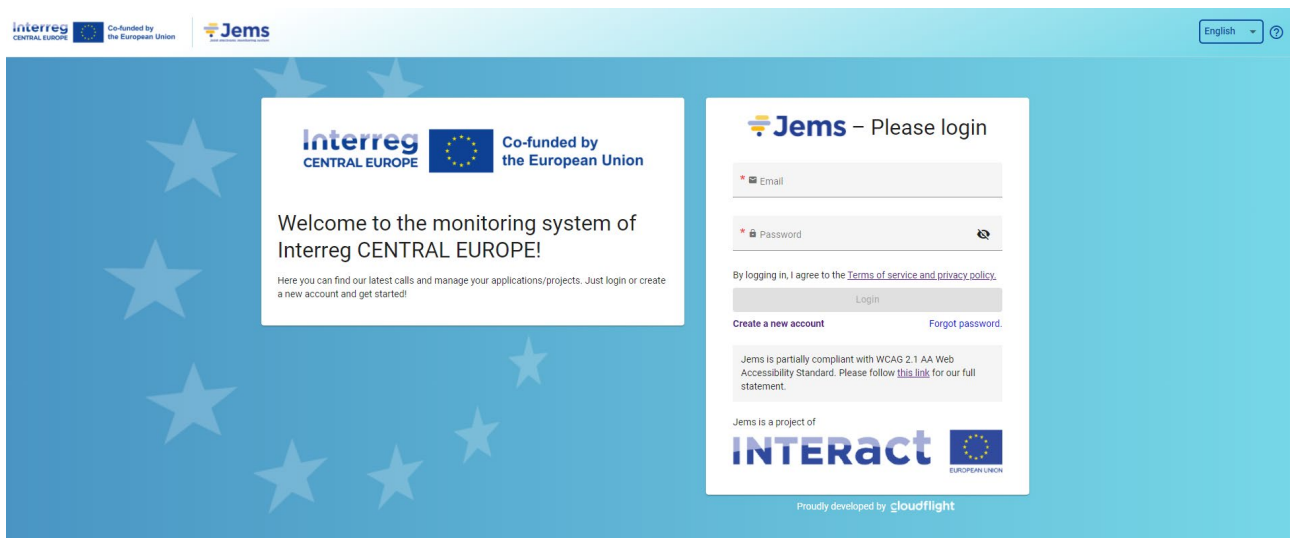 Interreg
CENTRAL EUROPE
Co-funded by
the European Union
Jems
Joint electronic monitoring system
English
?
Interreg
CENTRAL EUROPE
Co-funded by
the European Union
Welcome to the monitoring system of
Interreg CENTRAL EUROPE!
Here you can find our latest calls and manage your applications/projects. Just login or create
a new account and get started!
Jems – Please login
* Email
* Password
By logging in, I agree to the Terms of service and privacy policy.
Login
Create a new account
Forgot password.
Jems is partially compliant with WCAG 2.1 AA Web
Accessibility Standard. Please follow this link for our full
statement.
Jems is a project of
INTERact
EUROPEAN UNION
Proudly developed by cloudflight